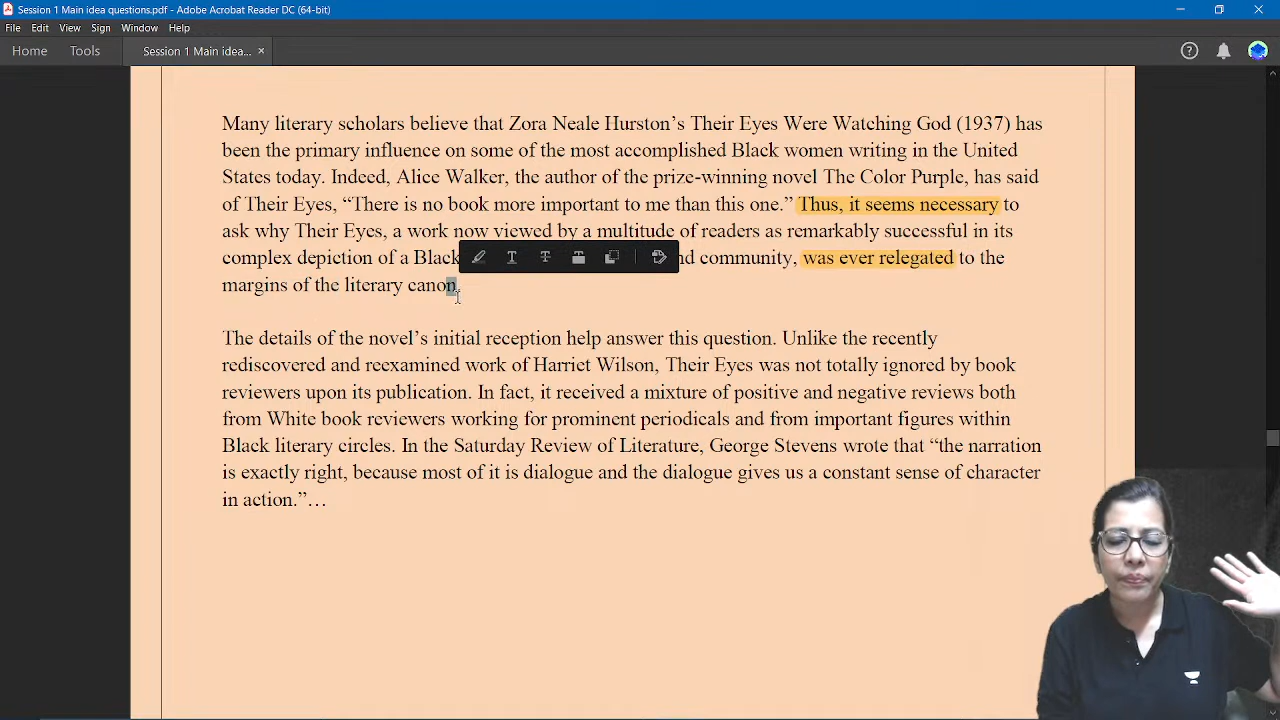 Session 1 Main idea questions.pdf - Adobe Acrobat Reader DC (64-bit)
File Edit View Sign Window Help
Home Tools Session 1 Main idea... ×
Many literary scholars believe that Zora Neale Hurston’s Their Eyes Were Watching God (1937) has
been the primary influence on some of the most accomplished Black women writing in the United
States today. Indeed, Alice Walker, the author of the prize-winning novel The Color Purple, has said
of Their Eyes, “There is no book more important to me than this one.” Thus, it seems necessary to
ask why Their Eyes, a work now viewed by a multitude of readers as remarkably successful in its
complex depiction of a Black nd community, was ever relegated to the
margins of the literary canon.
The details of the novel’s initial reception help answer this question. Unlike the recently
rediscovered and reexamined work of Harriet Wilson, Their Eyes was not totally ignored by book
reviewers upon its publication. In fact, it received a mixture of positive and negative reviews both
from White book reviewers working for prominent periodicals and from important figures within
Black literary circles. In the Saturday Review of Literature, George Stevens wrote that “the narration
is exactly right, because most of it is dialogue and the dialogue gives us a constant sense of character
in action.”…